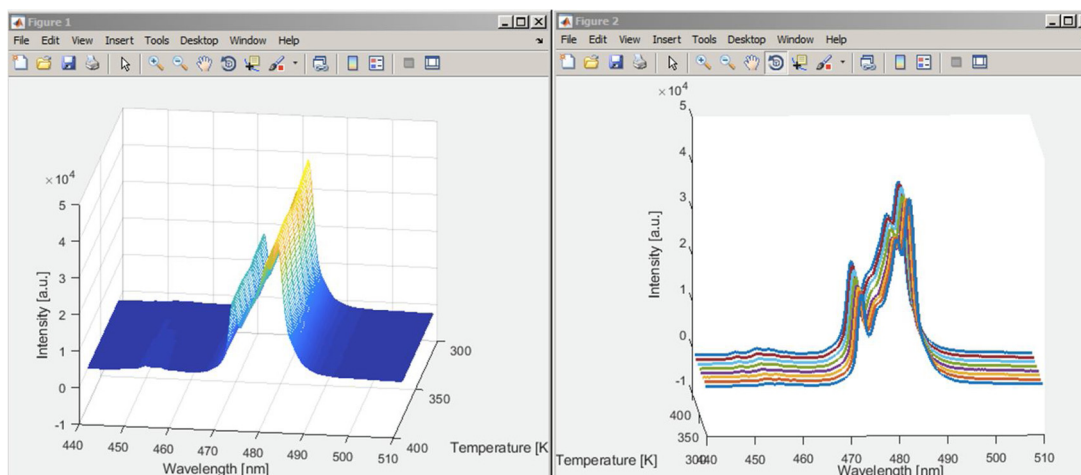 Figure 1
File Edit View Insert Tools Desktop Window Help
× 10⁴
5
4
3
2
1
0
-1
Intensity [a.u.]
440 450 460 470 480 490 500 510
Wavelength [nm]
300
350
400
Temperature [K
Figure 2
File Edit View Insert Tools Desktop Window Help
× 10⁴
5
4
3
2
1
0
-1
Intensity [a.u.]
400
350
300
440 450 460 470 480 490 500 510
Temperature [K]
Wavelength [nm]